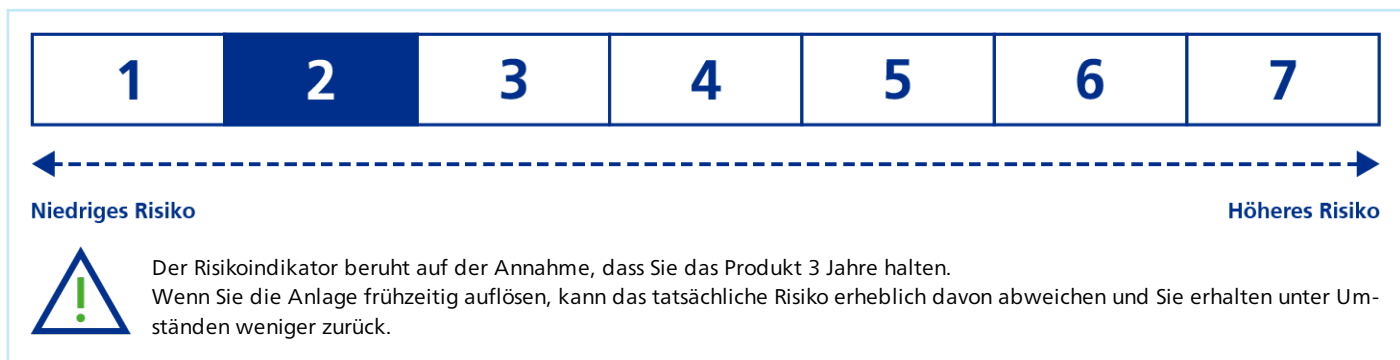 1 2 3 4 5 6 7
Niedriges Risiko Höheres Risiko
Der Risikoindikator beruht auf der Annahme, dass Sie das Produkt 3 Jahre halten.
Wenn Sie die Anlage frühzeitig auflösen, kann das tatsächliche Risiko erheblich davon abweichen und Sie erhalten unter Um-
ständen weniger zurück.